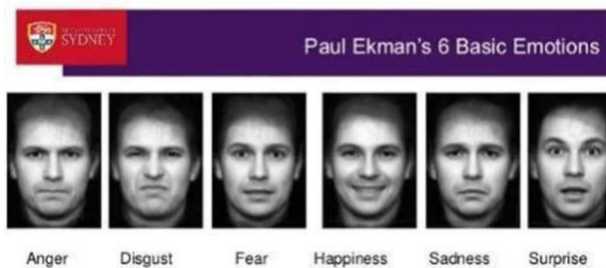 SYDNEY
Paul Ekman's 6 Basic Emotions
Anger Disgust Fear Happiness Sadness Surprise